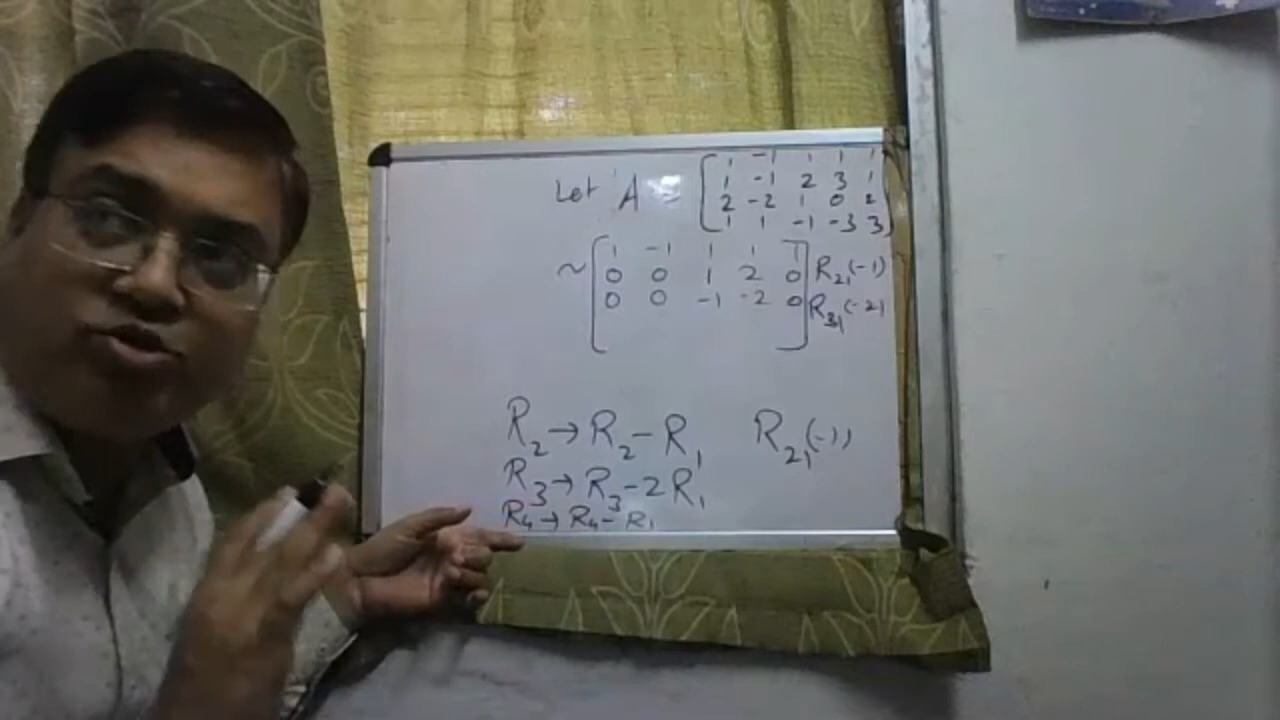 Let A = [ 1 -1 1 1 1
1 -1 2 3 1
2 -2 1 0 2
1 1 -1 -3 3 ]
~ [ 1 -1 1 1 1
0 0 1 2 0 R₂₁(-1)
0 0 -1 -2 0 ] R₃₁(-2)
R₂ → R₂ - R₁ R₂₁(-1)
R₃ → R₃ - 2R₁
R₄ → R₄ - R₁